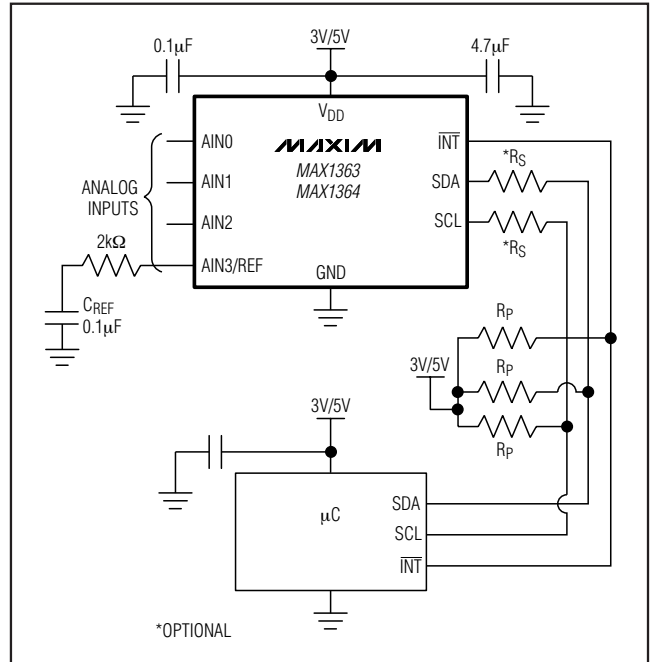 3V/5V
0.1μF
4.7μF
VDD
AIN0
MAXIM
INT
*RS
MAX1363
SDA
ANALOG
INPUTS
AIN1
MAX1364
AIN2
SCL
*RS
2kΩ
AIN3/REF
GND
CREF
0.1μF
RP
3V/5V
RP
RP
3V/5V
μC
SDA
SCL
INT
*OPTIONAL